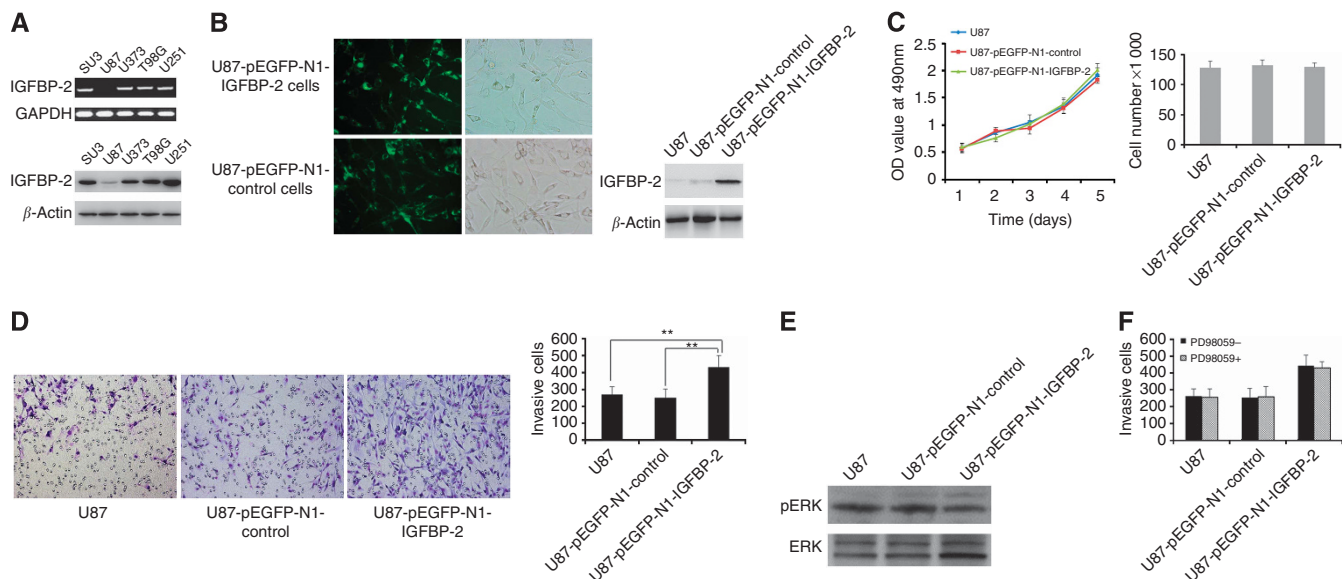 A
SU3
U87
U373
T98G
U251
IGFBP-2
GAPDH
SU3
U87
U373
T98G
U251
IGFBP-2
β-Actin
B
U87-pEGFP-N1-
IGFBP-2 cells
U87-pEGFP-N1-
control cells
U87
U87-pEGFP-N1-control
U87-pEGFP-N1-IGFBP-2
IGFBP-2
β-Actin
C
U87
U87-pEGFP-N1-control
U87-pEGFP-N1-IGFBP-2
OD value at 490nm
2.5
2
1.5
1
0.5
0
1 2 3 4 5
Time (days)
Cell number ×1 000
150
100
50
0
U87
U87-pEGFP-N1-control
U87-pEGFP-N1-IGFBP-2
D
U87
U87-pEGFP-N1-
control
U87-pEGFP-N1-
IGFBP-2
Invasive cells
600
500
400
300
200
100
0
**
**
U87
U87-pEGFP-N1-control
U87-pEGFP-N1-IGFBP-2
E
U87
U87-pEGFP-N1-control
U87-pEGFP-N1-IGFBP-2
pERK
ERK
F
PD98059–
PD98059+
Invasive cells
600
500
400
300
200
100
0
U87
U87-pEGFP-N1-control
U87-pEGFP-N1-IGFBP-2